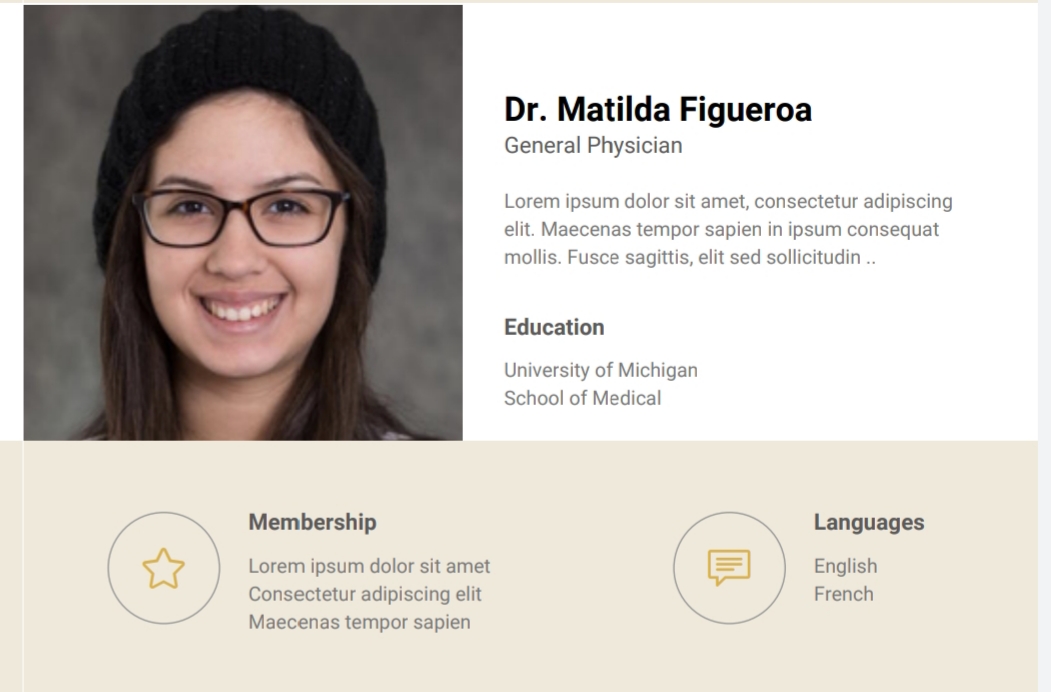 Dr. Matilda Figueroa
General Physician
Lorem ipsum dolor sit amet, consectetur adipiscing
elit. Maecenas tempor sapien in ipsum consequat
mollis. Fusce sagittis, elit sed sollicitudin ..
Education
University of Michigan
School of Medical
Membership
Lorem ipsum dolor sit amet
Consectetur adipiscing elit
Maecenas tempor sapien
Languages
English
French